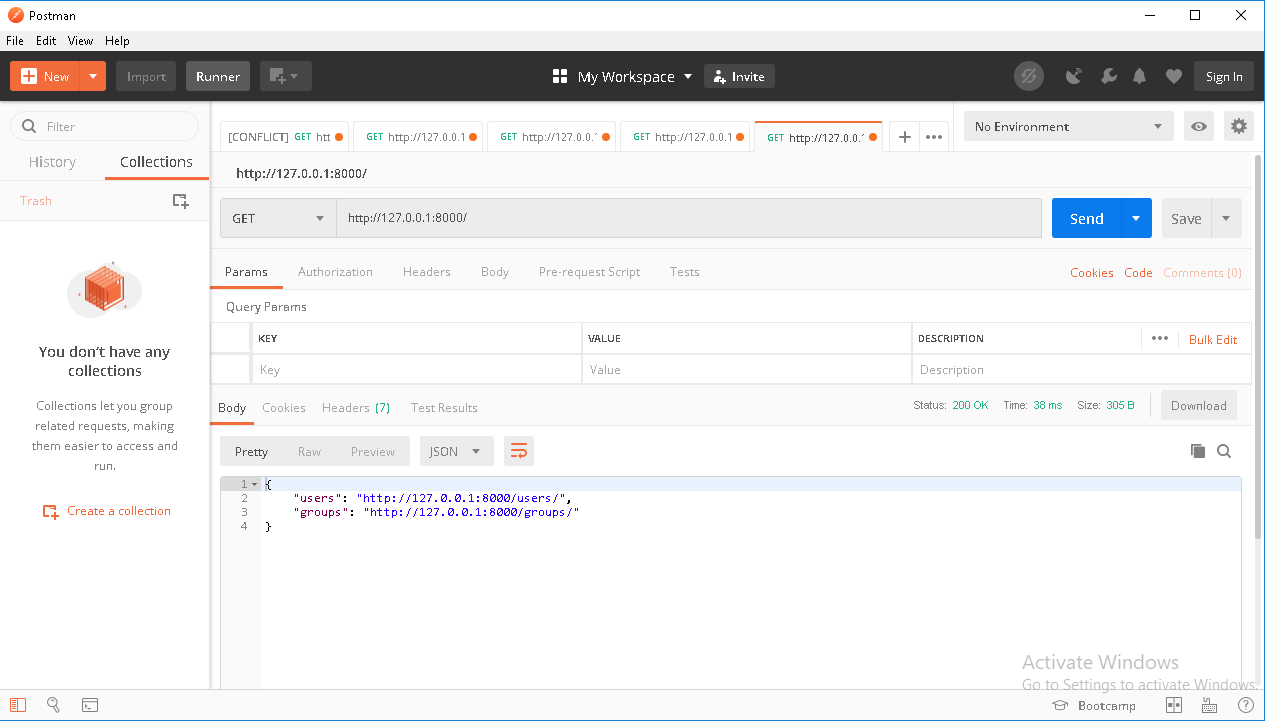 Postman
File Edit View Help
New Import Runner My Workspace Invite Sign In
Filter
History Collections
Trash
You don't have any
collections
Collections let you group
related requests, making
them easier to access and
run.
Create a collection
[CONFLICT] GET htt GET http://127.0.0.1 GET http://127.0.0.' GET http://127.0.0.1 GET http://127.0.0.'
No Environment
http://127.0.0.1:8000/
GET http://127.0.0.1:8000/ Send Save
Params Authorization Headers Body Pre-request Script Tests Cookies Code Comments (0)
Query Params
KEY VALUE DESCRIPTION Bulk Edit
Key Value Description
Body Cookies Headers (7) Test Results Status: 200 OK Time: 38 ms Size: 305 B Download
Pretty Raw Preview JSON
1 {
2 "users": "http://127.0.0.1:8000/users/",
3 "groups": "http://127.0.0.1:8000/groups/"
4 }
Activate Windows
Go to Settings to activate Windows.
Bootcamp